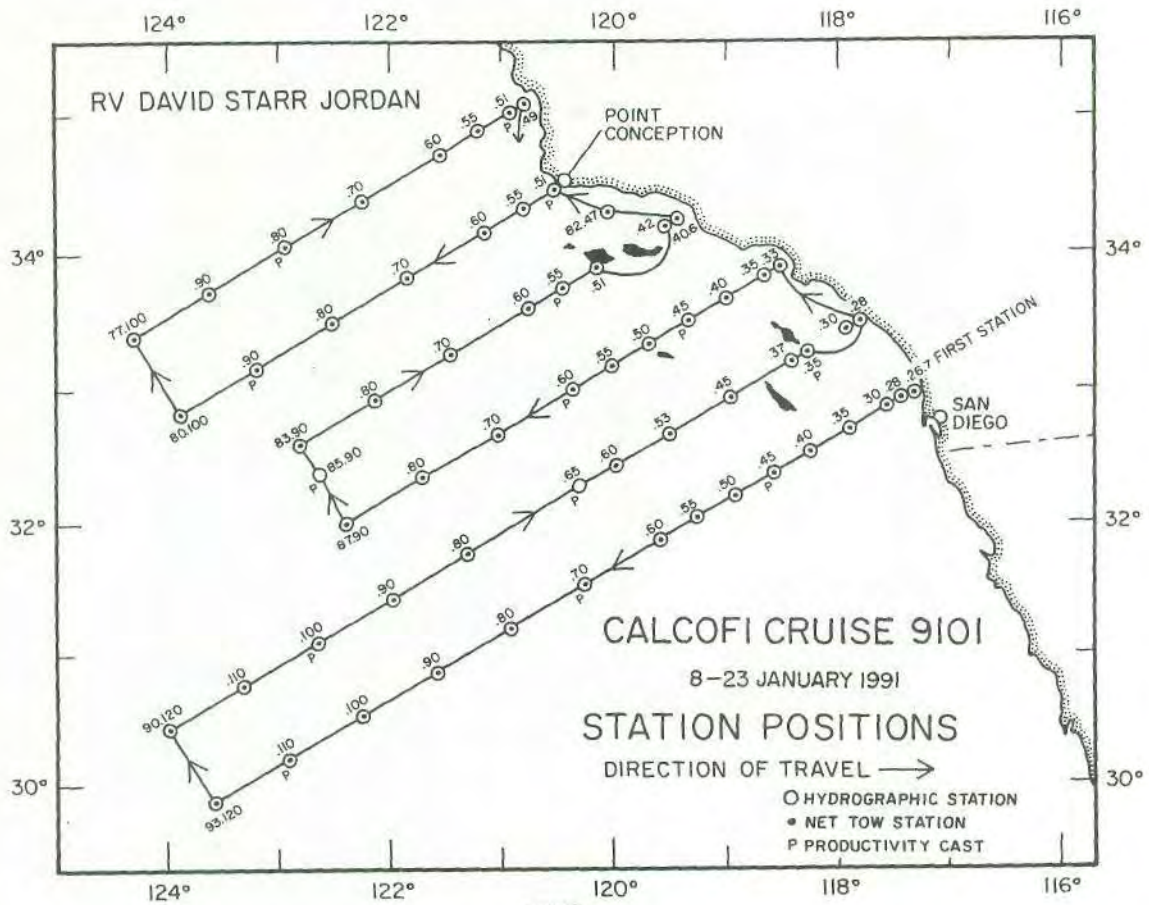 124° 122° 120° 118° 116°
RV DAVID STARR JORDAN
POINT
CONCEPTION
.49
.51
P
.55
.60
.70
.80
P
.90
77.100
80.100
.90
P
.80
.70
.60
P
.55
.51
P
82.47
.42
40.6
.51
.55
P
.60
.70
.80
83.90
85.90
P
87.90
.80
.70
.60
P
.55
.50
.45
P
.40
.35
.33
.28
.30
.35
P
.37
.45
.53
.60
.65
P
.80
.90
.100
P
.110
90.120
93.120
.110
P
.100
.90
.80
.70
P
.60
.55
.50
.45
P
.40
.35
.30
.28
26.7 FIRST STATION
SAN
DIEGO
34° 34°
32° 32°
30° 30°
CALCOFI CRUISE 9101
8-23 JANUARY 1991
STATION POSITIONS
DIRECTION OF TRAVEL
HYDROGRAPHIC STATION
NET TOW STATION
P PRODUCTIVITY CAST
124° 122° 120° 118° 116°